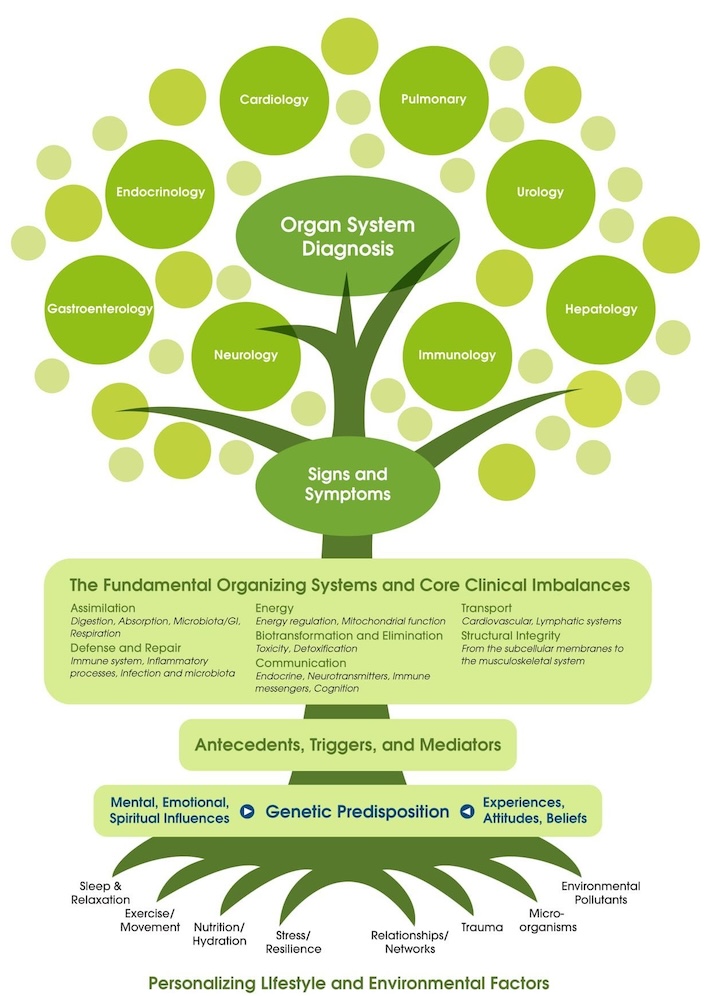 Cardiology
Pulmonary
Endocrinology
Urology
Organ System
Diagnosis
Gastroenterology
Hepatology
Neurology
Immunology
Signs and
Symptoms
The Fundamental Organizing Systems and Core Clinical Imbalances
Assimilation
Digestion, Absorption, Microbiota/GI,
Respiration
Defense and Repair
Immune system, Inflammatory
processes, Infection and microbiota
Energy
Energy regulation, Mitochondrial function
Biotransformation and Elimination
Toxicity, Detoxification
Communication
Endocrine, Neurotransmitters, Immune
messengers, Cognition
Transport
Cardiovascular, Lymphatic systems
Structural Integrity
From the subcellular membranes to
the musculoskeletal system
Antecedents, Triggers, and Mediators
Mental, Emotional,
Spiritual Influences
Genetic Predisposition
Experiences,
Attitudes, Beliefs
Sleep &
Relaxation
Exercise/
Movement
Nutrition/
Hydration
Stress/
Resilience
Relationships/
Networks
Trauma
Micro-
organisms
Environmental
Pollutants
Personalizing LIfestyle and Environmental Factors